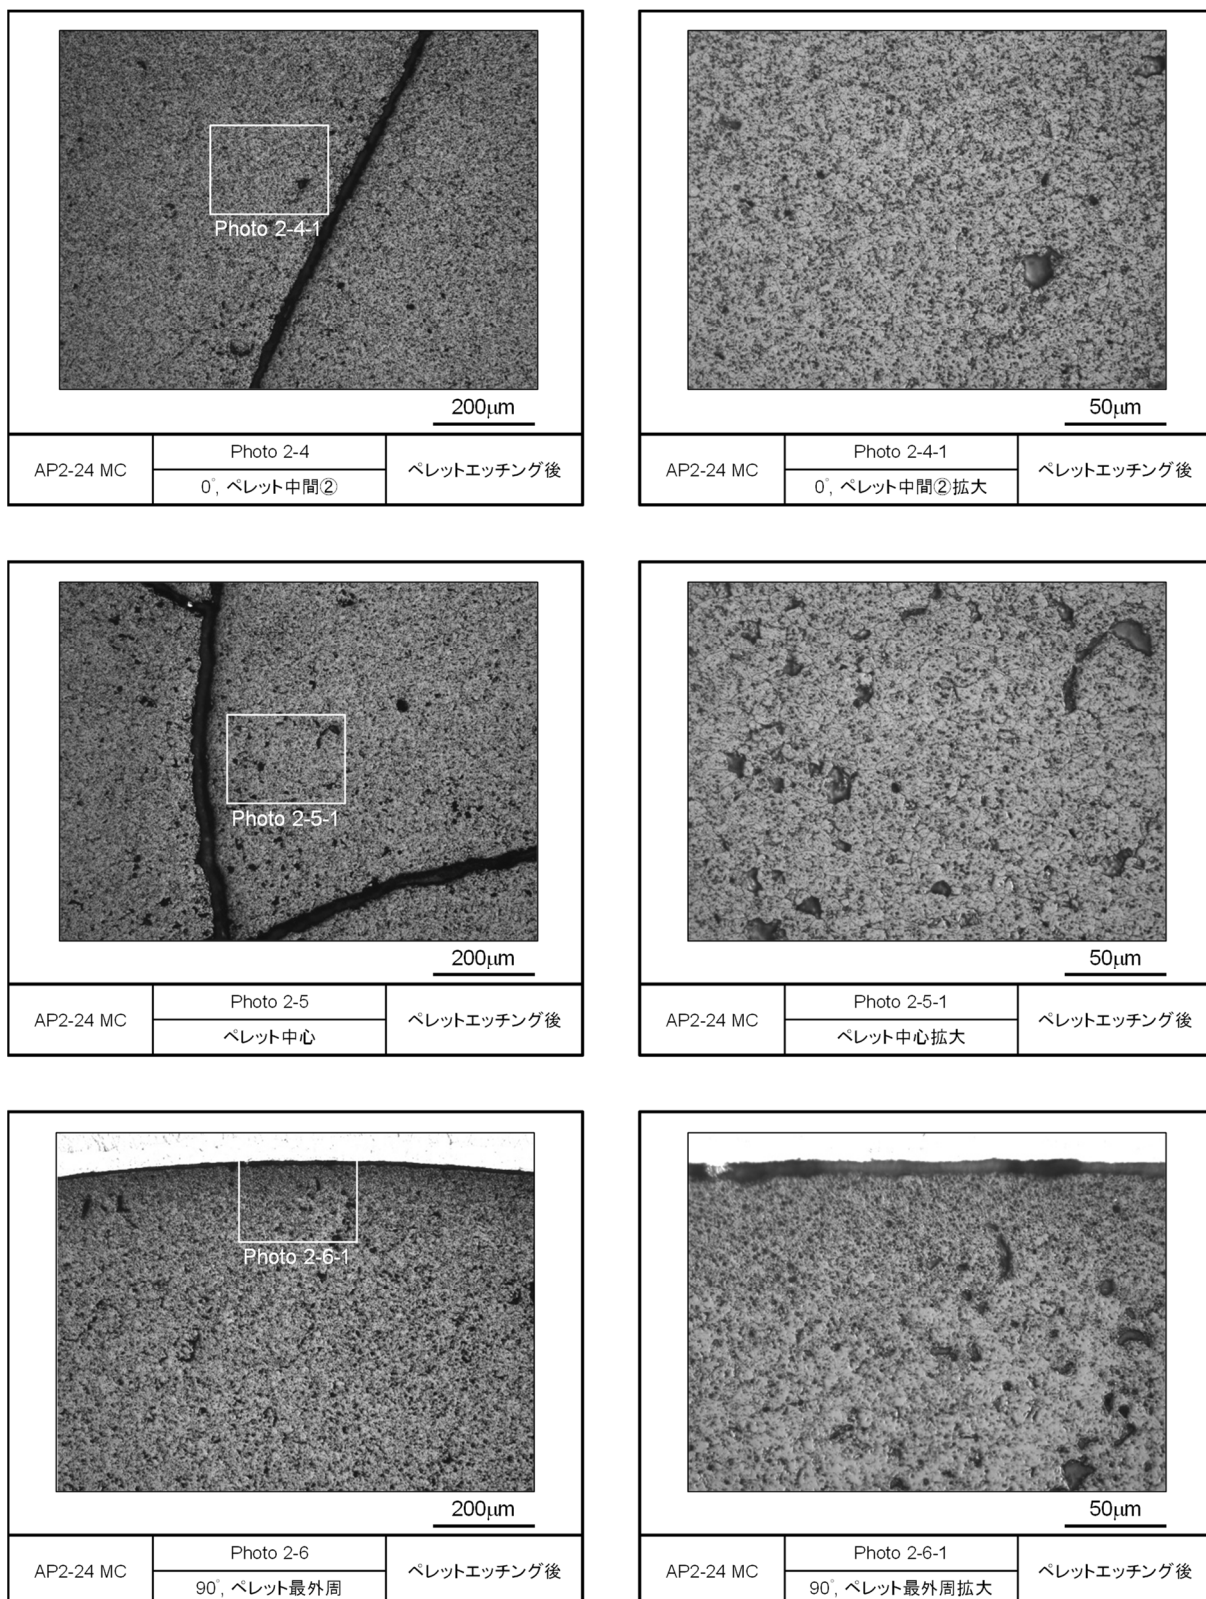 Photo 2-4-1
200μm
AP2-24 MC
Photo 2-4
0°, ペレット中間②
ペレットエッチング後
50μm
AP2-24 MC
Photo 2-4-1
0°, ペレット中間②拡大
ペレットエッチング後
Photo 2-5-1
200μm
AP2-24 MC
Photo 2-5
ペレット中心
ペレットエッチング後
50μm
AP2-24 MC
Photo 2-5-1
ペレット中心拡大
ペレットエッチング後
Photo 2-6-1
200μm
AP2-24 MC
Photo 2-6
90°, ペレット最外周
ペレットエッチング後
50μm
AP2-24 MC
Photo 2-6-1
90°, ペレット最外周拡大
ペレットエッチング後